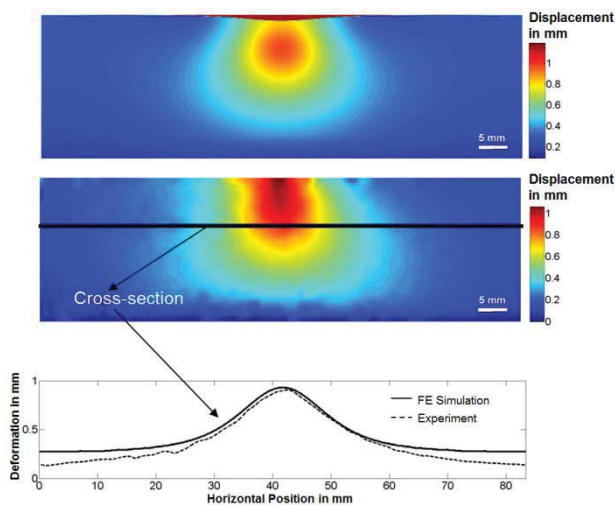 Displacement
in mm
1
0.8
0.6
0.4
0.2
5 mm
Displacement
in mm
1
0.8
0.6
0.4
0.2
0
5 mm
Cross-section
Deformation in mm
1
0.5
0
FE Simulation
Experiment
0 10 20 30 40 50 60 70 80
Horizontal Position in mm